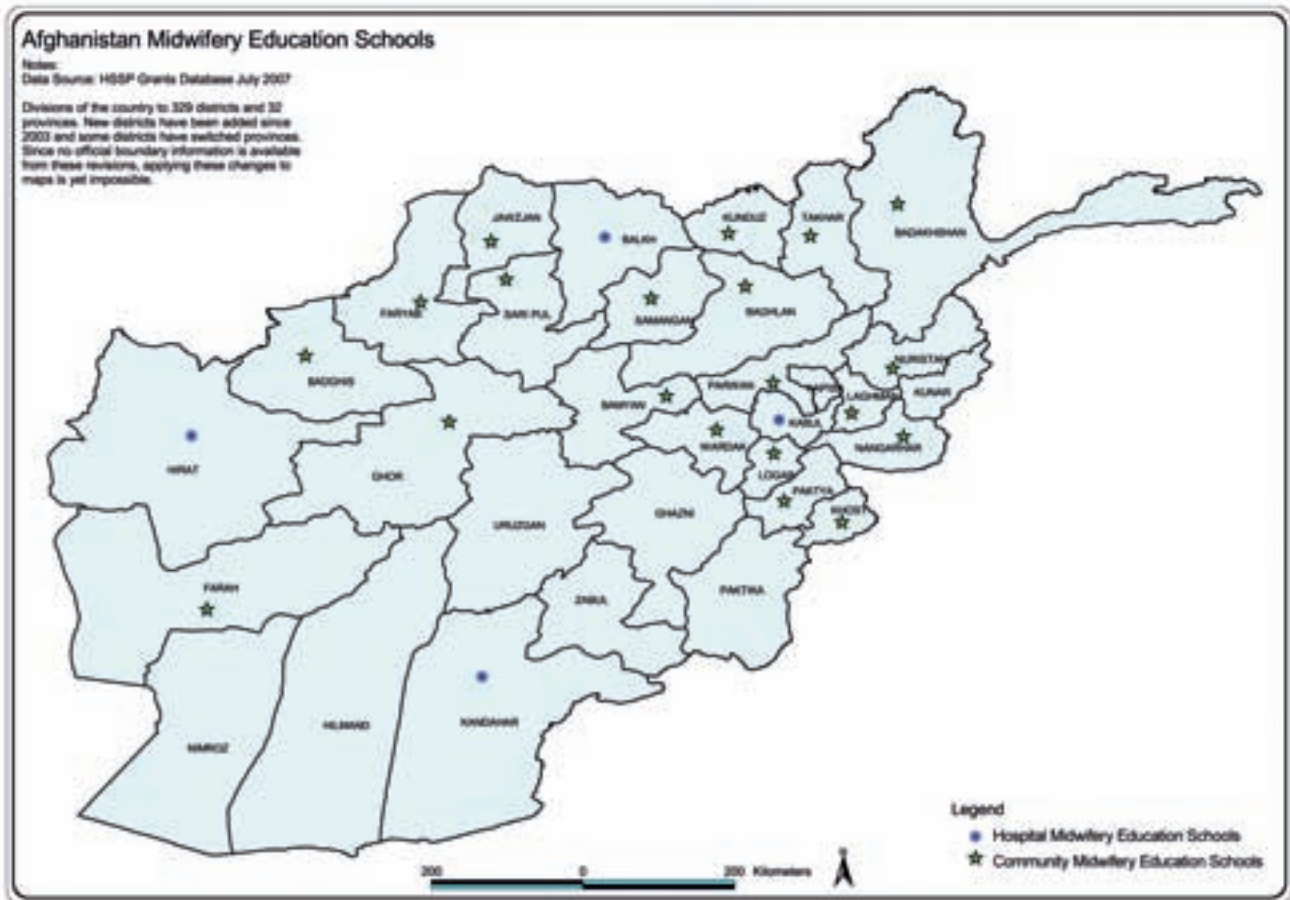 Afghanistan Midwifery Education Schools
Notes:
Data Source: HSSP Grants Database July 2007
Divisions of the country to 329 districts and 32
provinces. New districts have been added since
2003 and some districts have switched provinces.
Since no official boundary information is available
from these revisions, applying these changes to
maps is yet impossible.
JAWZJAN
BALKH
KUNDUZ
TAKHAR
BADAKHSHAN
FARYAB
SARI PUL
SAMANGAN
BAGHLAN
BADGHIS
NURISTAN
PARWAN
KAPISA
LAGHMAN
KUNAR
BAMYAN
KABUL
WARDAK
NANGARHAR
HIRAT
GHOR
LOGAR
PAKTYA
KHOST
URUZGAN
GHAZNI
FARAH
ZABUL
PAKTIKA
NIMROZ
HILMAND
KANDAHAR
Legend
Hospital Midwifery Education Schools
Community Midwifery Education Schools
200 0 200 Kilometers
N